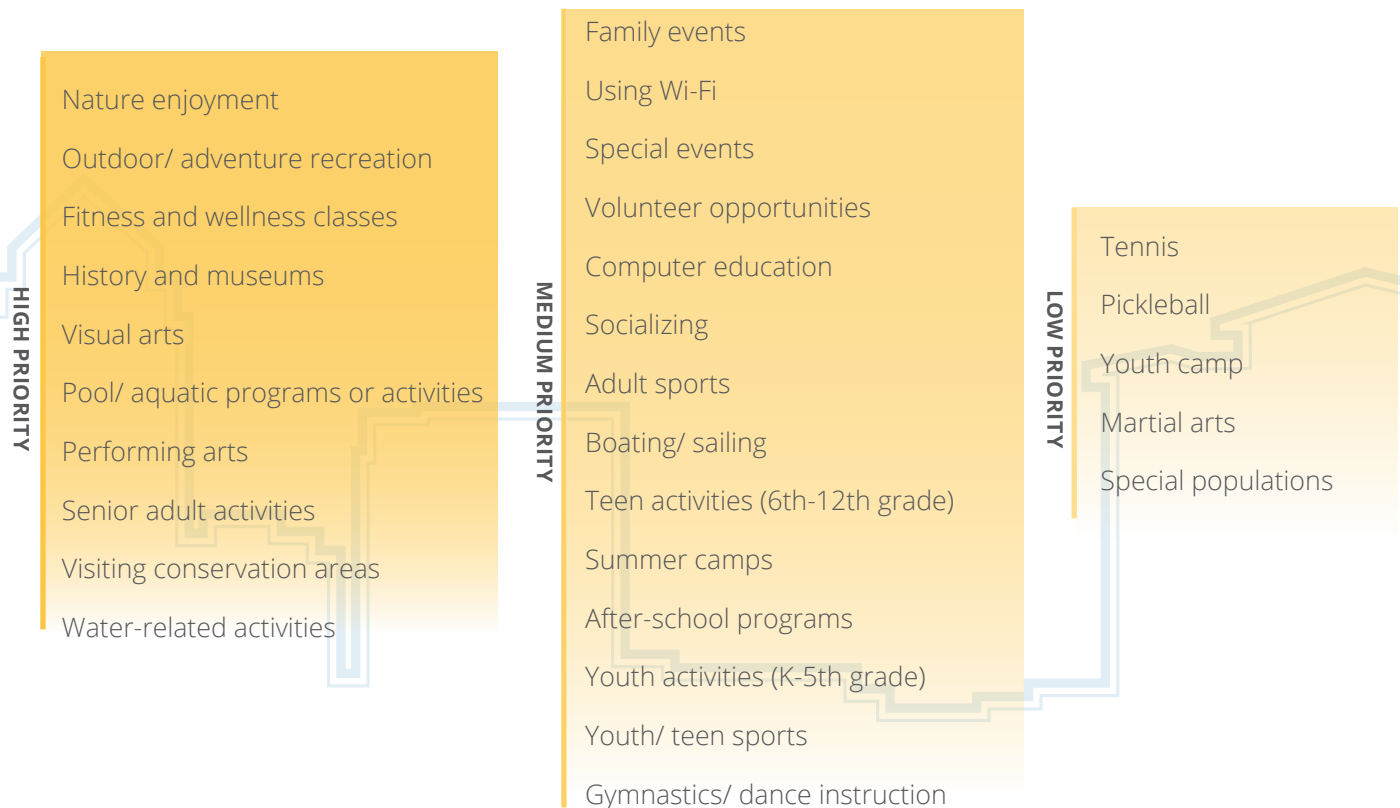 HIGH PRIORITY
Nature enjoyment
Outdoor/ adventure recreation
Fitness and wellness classes
History and museums
Visual arts
Pool/ aquatic programs or activities
Performing arts
Senior adult activities
Visiting conservation areas
Water-related activities
MEDIUM PRIORITY
Family events
Using Wi-Fi
Special events
Volunteer opportunities
Computer education
Socializing
Adult sports
Boating/ sailing
Teen activities (6th-12th grade)
Summer camps
After-school programs
Youth activities (K-5th grade)
Youth/ teen sports
Gymnastics/ dance instruction
LOW PRIORITY
Tennis
Pickleball
Youth camp
Martial arts
Special populations